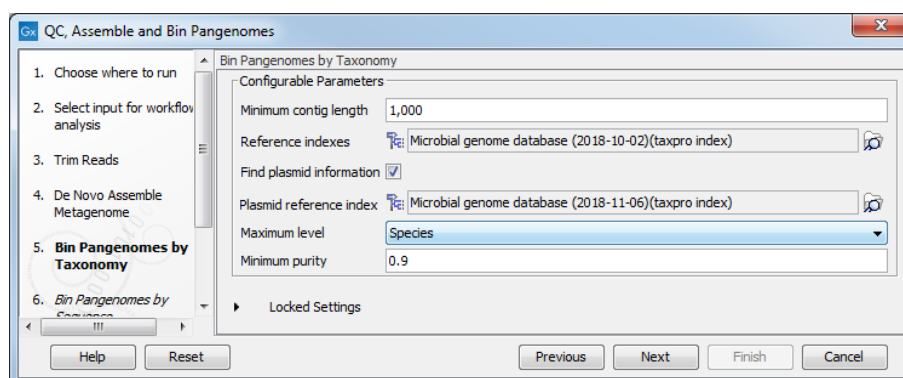 Gx QC, Assemble and Bin Pangenomes
X
1. Choose where to run
2. Select input for workflow
analysis
3. Trim Reads
4. De Novo Assemble
Metagenome
5. Bin Pangenomes by
Taxonomy
6. Bin Pangenomes by
Sequence
Bin Pangenomes by Taxonomy
Configurable Parameters
Minimum contig length 1,000
Reference indexes Microbial genome database (2018-10-02)(taxpro index)
Find plasmid information
Plasmid reference index Microbial genome database (2018-11-06)(taxpro index)
Maximum level Species
Minimum purity 0.9
Locked Settings
Help Reset Previous Next Finish Cancel